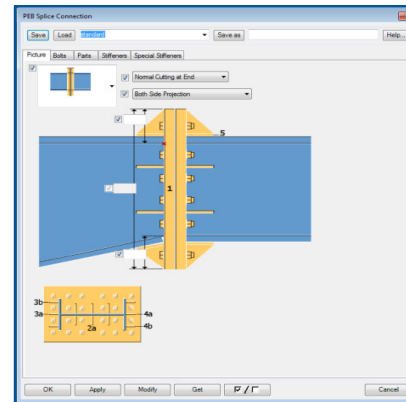 PEB Splice Connection
Save Load standard Save as Help...
Picture Bolts Parts Stiffeners Special Stiffeners
Normal Cutting at End
Both Side Projection
5
1
3b
3a 4a
2a 4b
OK Apply Modify Get / Cancel